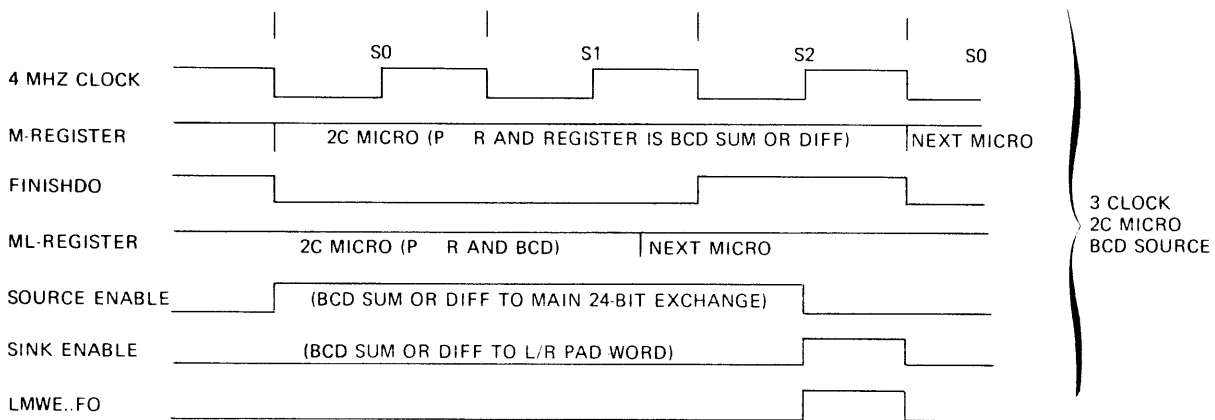 S0 S1 S2 S0
4 MHZ CLOCK
M-REGISTER 2C MICRO (P R AND REGISTER IS BCD SUM OR DIFF) NEXT MICRO
FINISHDO
3 CLOCK
2C MICRO
BCD SOURCE
ML-REGISTER 2C MICRO (P R AND BCD) NEXT MICRO
SOURCE ENABLE (BCD SUM OR DIFF TO MAIN 24-BIT EXCHANGE)
SINK ENABLE (BCD SUM OR DIFF TO L/R PAD WORD)
LMWE..FO